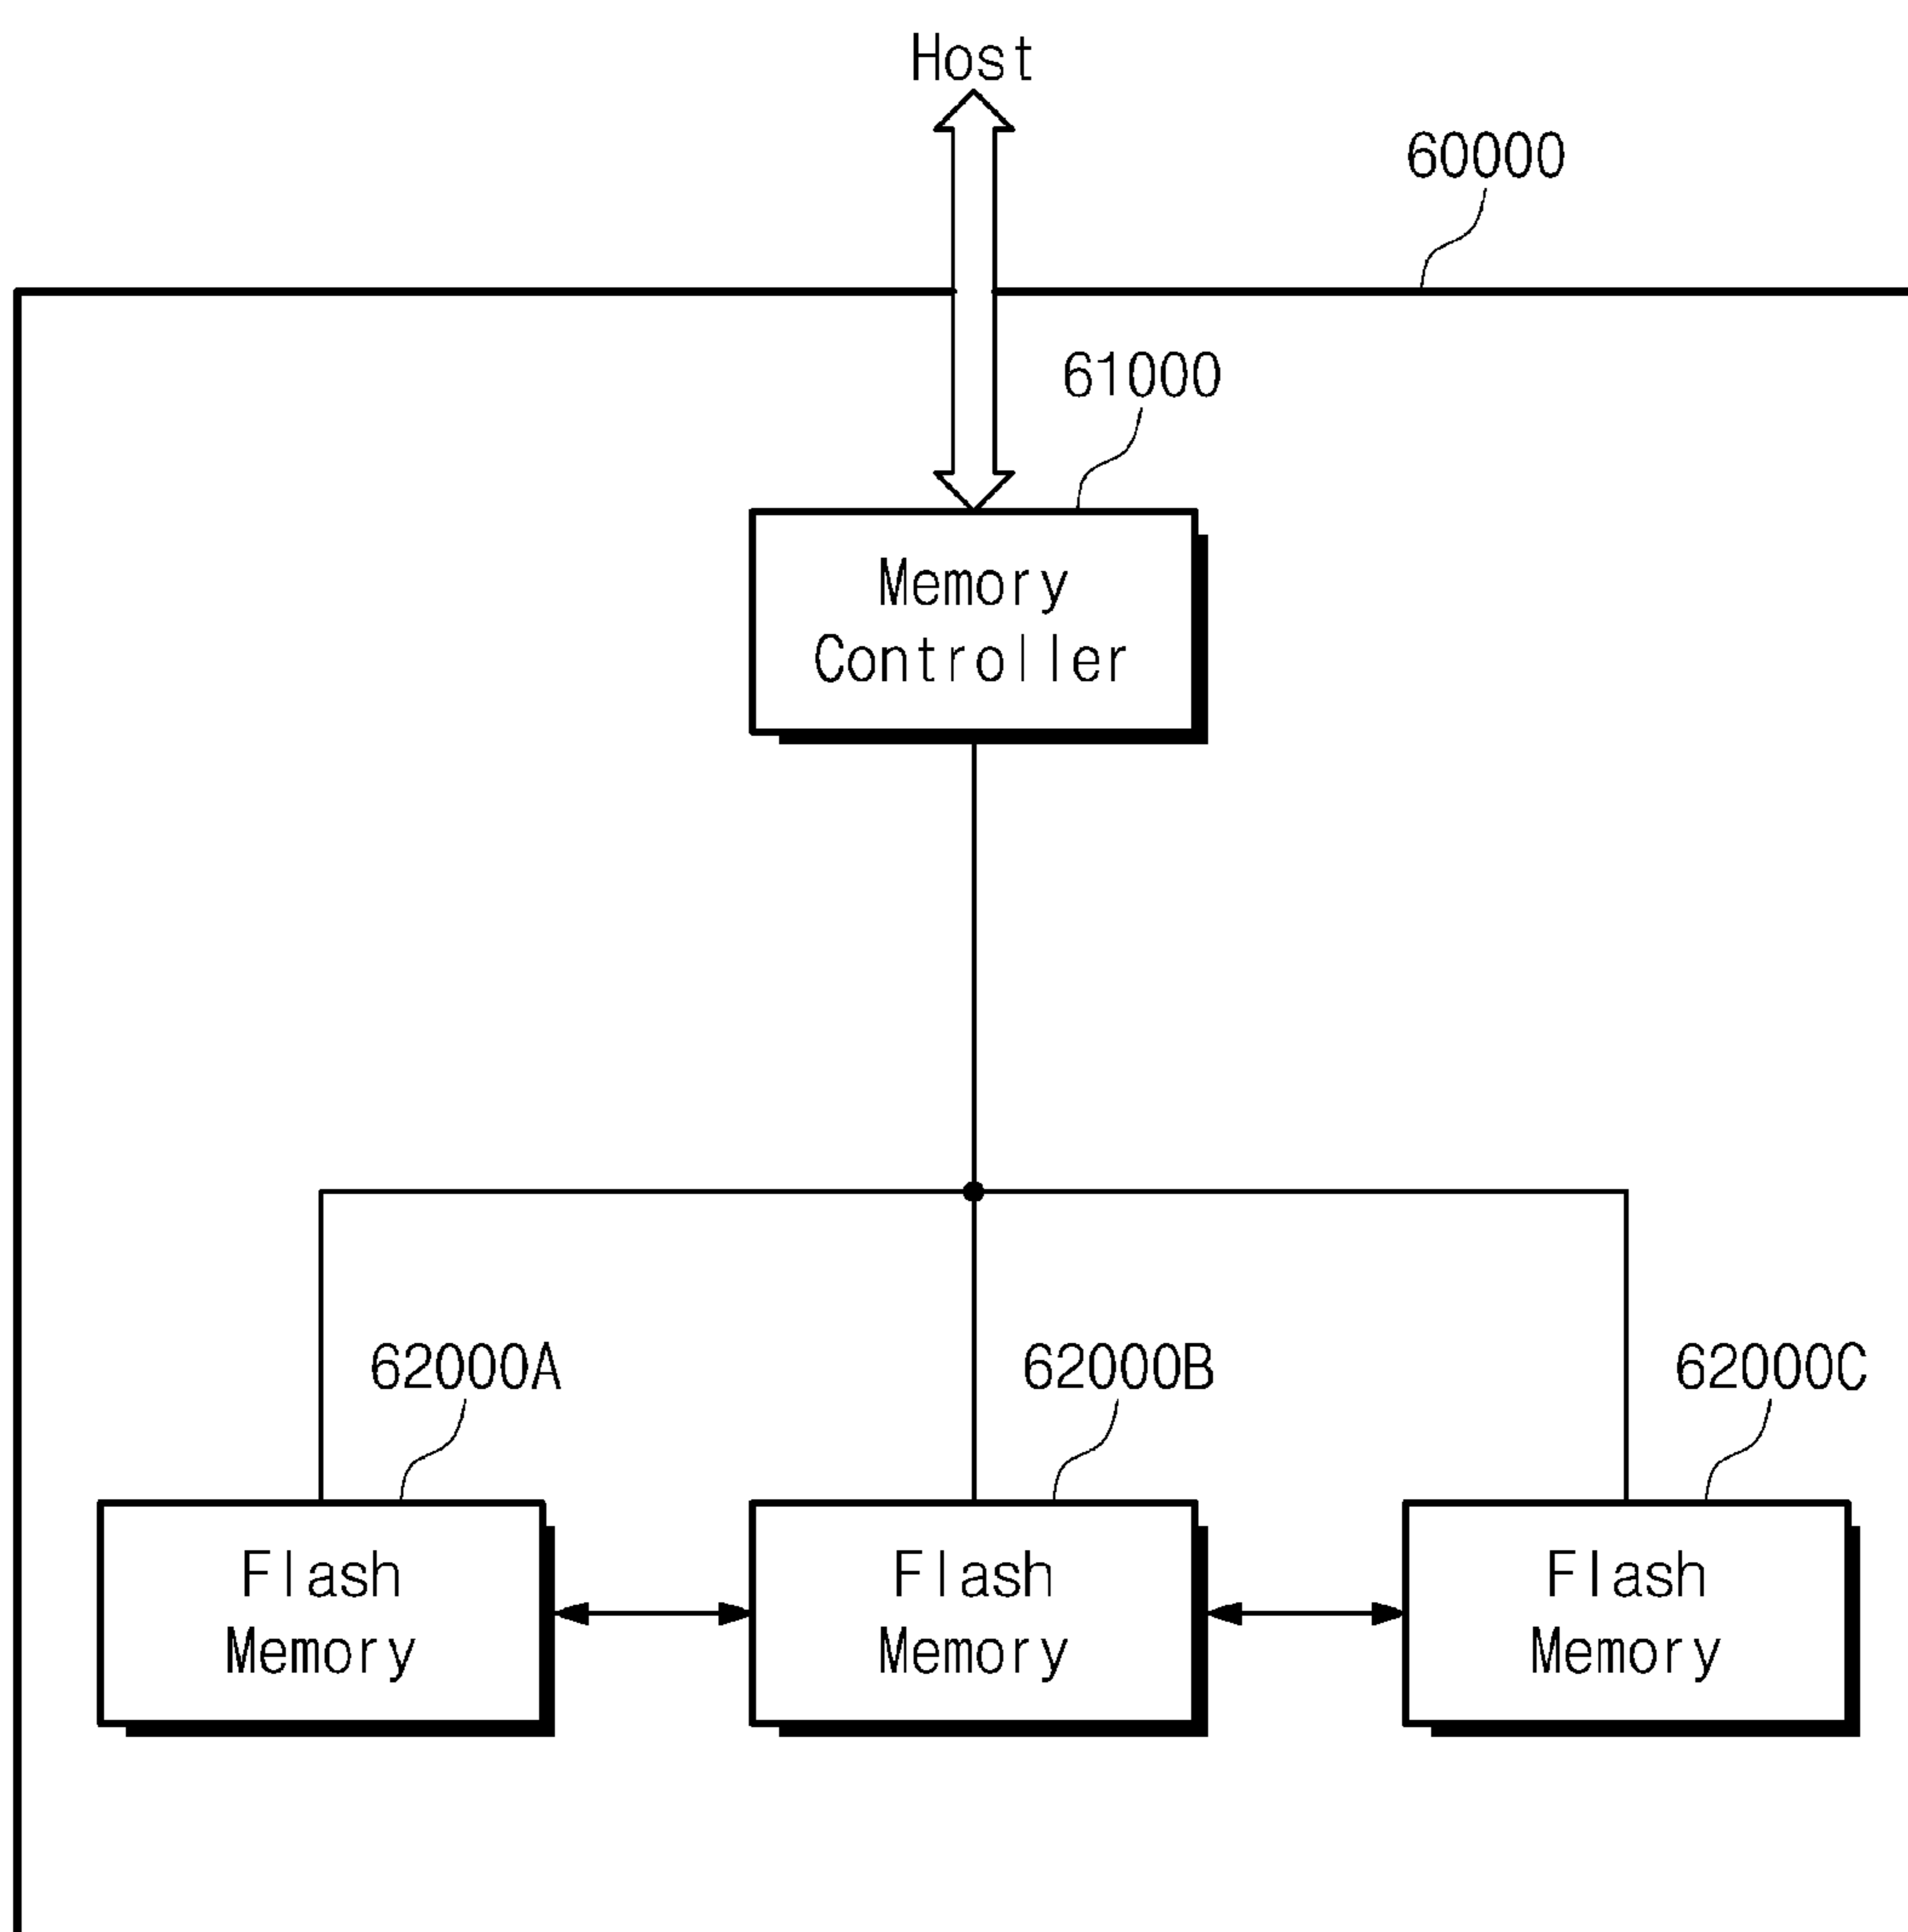 Host
60000
61000
Memory
Controller
62000A
62000B
62000C
Flash
Memory
Flash
Memory
Flash
Memory